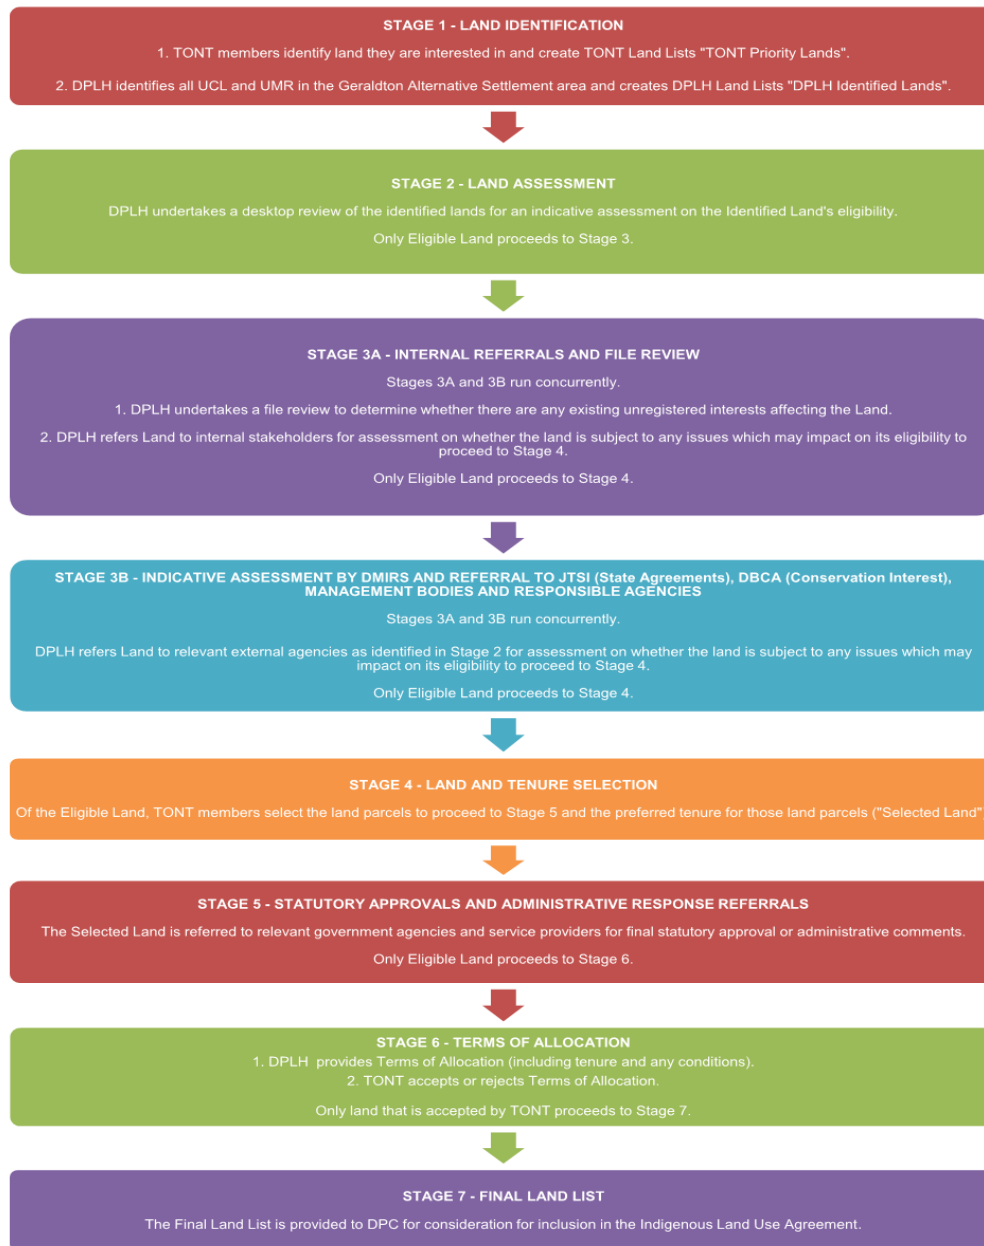 STAGE 1 - LAND IDENTIFICATION
1. TONT members identify land they are interested in and create TONT Land Lists "TONT Priority Lands".
2. DPLH identifies all UCL and UMR in the Geraldton Alternative Settlement area and creates DPLH Land Lists "DPLH Identified Lands".
STAGE 2 - LAND ASSESSMENT
DPLH undertakes a desktop review of the identified lands for an indicative assessment on the Identified Land's eligibility.
Only Eligible Land proceeds to Stage 3.
STAGE 3A - INTERNAL REFERRALS AND FILE REVIEW
Stages 3A and 3B run concurrently.
1. DPLH undertakes a file review to determine whether there are any existing unregistered interests affecting the Land.
2. DPLH refers Land to internal stakeholders for assessment on whether the land is subject to any issues which may impact on its eligibility to
proceed to Stage 4.
Only Eligible Land proceeds to Stage 4.
STAGE 3B - INDICATIVE ASSESSMENT BY DMIRS AND REFERRAL TO JTSI (State Agreements), DBCA (Conservation Interest),
MANAGEMENT BODIES AND RESPONSIBLE AGENCIES
Stages 3A and 3B run concurrently.
DPLH refers Land to relevant external agencies as identified in Stage 2 for assessment on whether the land is subject to any issues which may
impact on its eligibility to proceed to Stage 4.
Only Eligible Land proceeds to Stage 4.
STAGE 4 - LAND AND TENURE SELECTION
Of the Eligible Land, TONT members select the land parcels to proceed to Stage 5 and the preferred tenure for those land parcels ("Selected Land")
STAGE 5 - STATUTORY APPROVALS AND ADMINISTRATIVE RESPONSE REFERRALS
The Selected Land is referred to relevant government agencies and service providers for final statutory approval or administrative comments.
Only Eligible Land proceeds to Stage 6.
STAGE 6 - TERMS OF ALLOCATION
1. DPLH provides Terms of Allocation (including tenure and any conditions).
2. TONT accepts or rejects Terms of Allocation.
Only land that is accepted by TONT proceeds to Stage 7.
STAGE 7 - FINAL LAND LIST
The Final Land List is provided to DPC for consideration for inclusion in the Indigenous Land Use Agreement.